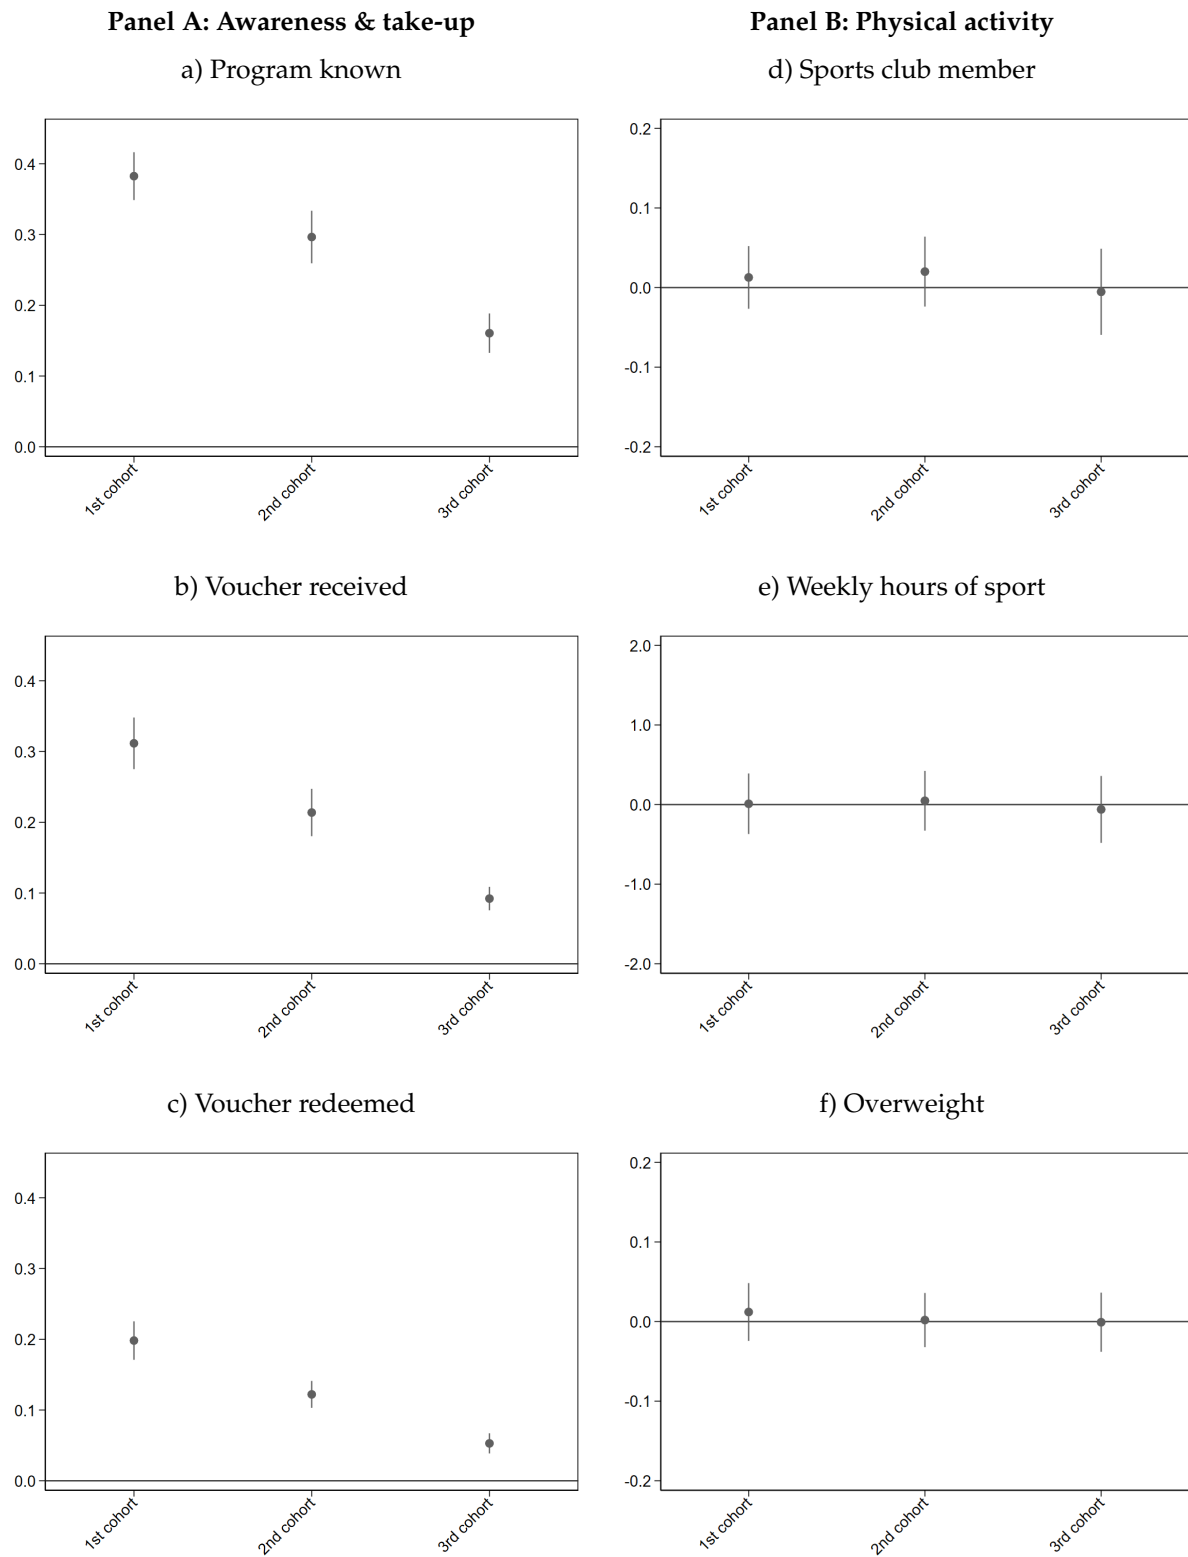 Panel A: Awareness & take-up
a) Program known
0.4
0.3
0.2
0.1
0.0
1st cohort
2nd cohort
3rd cohort
b) Voucher received
0.4
0.3
0.2
0.1
0.0
1st cohort
2nd cohort
3rd cohort
c) Voucher redeemed
0.4
0.3
0.2
0.1
0.0
1st cohort
2nd cohort
3rd cohort
Panel B: Physical activity
d) Sports club member
0.2
0.1
0.0
-0.1
-0.2
1st cohort
2nd cohort
3rd cohort
e) Weekly hours of sport
2.0
1.0
0.0
-1.0
-2.0
1st cohort
2nd cohort
3rd cohort
f) Overweight
0.2
0.1
0.0
-0.1
-0.2
1st cohort
2nd cohort
3rd cohort